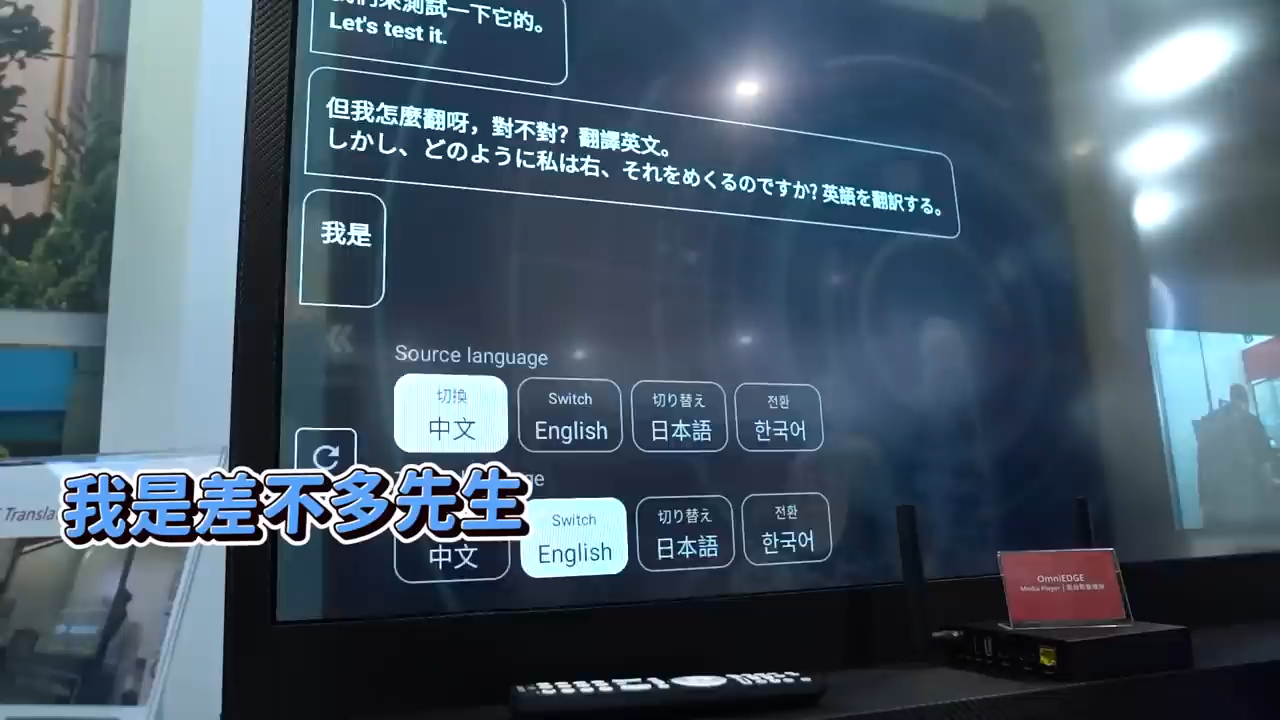 我們來測試一下它的。
Let's test it.
但我怎麼翻呀，對不對？翻譯英文。
しかし、どのように私は右、それをめくるのですか? 英語を翻訳する。
我是
Source language
切換
中文
Switch
English
切り替え
日本語
전환
한국어
我是差不多先生
中文
Switch
English
切り替え
日本語
전환
한국어
OmniEDGE
Media Player